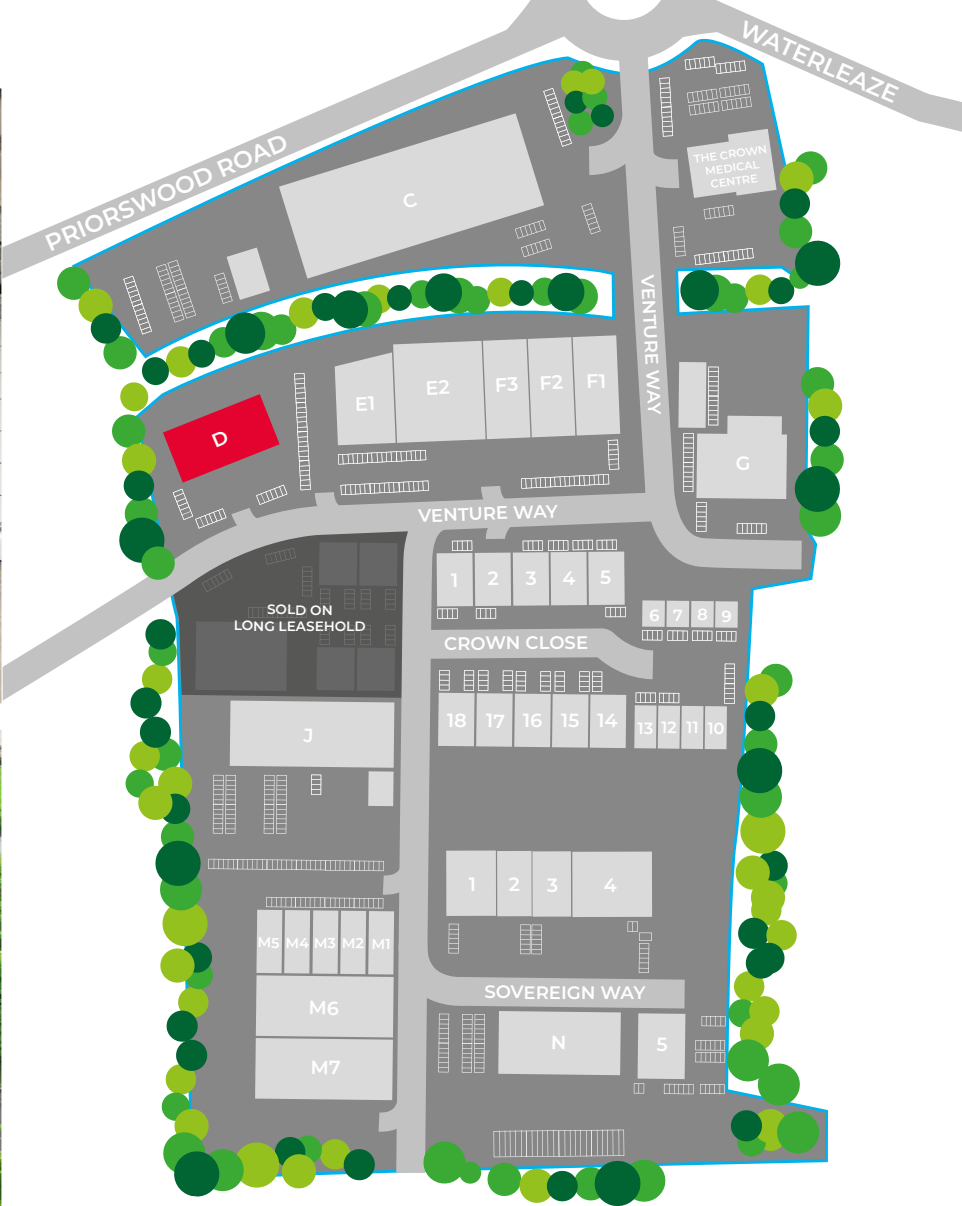 WATERLEAZE
PRIORSWOOD ROAD
THE CROWN
MEDICAL
CENTRE
C
VENTURE WAY
E1
E2
F3
F2
F1
D
G
VENTURE WAY
1
2
3
4
5
SOLD ON
LONG LEASEHOLD
6
7
8
9
CROWN CLOSE
18
17
16
15
14
13
12
11
10
J
1
2
3
4
M5
M4
M3
M2
M1
SOVEREIGN WAY
M6
N
5
M7